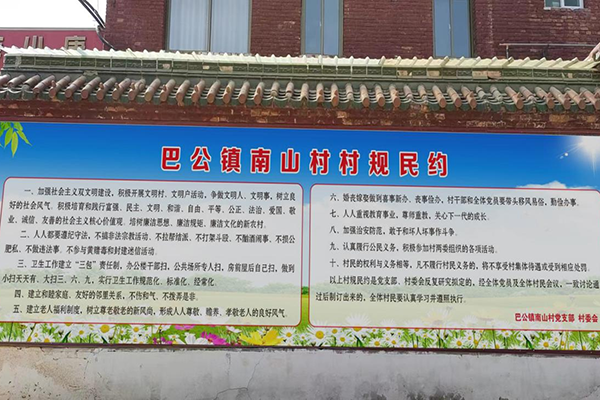 巴公镇南山村村规民约
一、加强社会主义双文明建设，积极开展文明村、文明户活动，争做文明人、文明事，树立良
好的社会风气。积极培育和践行富强、民主、文明、和谐、自由、平等、公正、法治、爱国、敬
业、诚信、友善的社会主义核心价值观。培树廉洁思想、廉洁规矩、廉洁文化的新农村。
二、人人都要遵纪守法，不搞非法宗教活动。不拉帮结派、不打架斗殴、不酗酒闹事、不损公
肥私、不做违法事、不参与黄赌毒和封建迷信活动。
三、卫生工作建立“三包”责任制，办公楼干部扫，公共场所专人扫，房前屋后自己扫，做到
小扫天天有、大扫三、六、九，实行卫生工作规范化、标准化、经常化。
四、建立和睦家庭、友好的邻里关系，不伤和气、不拨弄是非。
五、建立老人福利制度，树立尊老敬老的新风尚，形成人人尊敬、赡养、孝敬老人的良好风气。
六、婚丧嫁娶做到喜事新办、丧事俭办，村干部和全体党员要带头移风易俗，勤俭办事。
七、人人重视教育事业，尊师重教，关心下一代的成长。
八、加强治安防范，敢于和坏人坏事作斗争。
九、认真履行公民义务，积极参加村两委组织的各项活动。
十、村民的权利与义务相等，凡不履行村民义务的，将不享受村集体待遇或受到相应处罚。
以上村规民约是党支部、村委会反复研究拟定的，经全体党员及全体村民会议，一致讨论通
过后制订出来的，全体村民要认真学习并遵照执行。
巴公镇南山村党支部 村委会